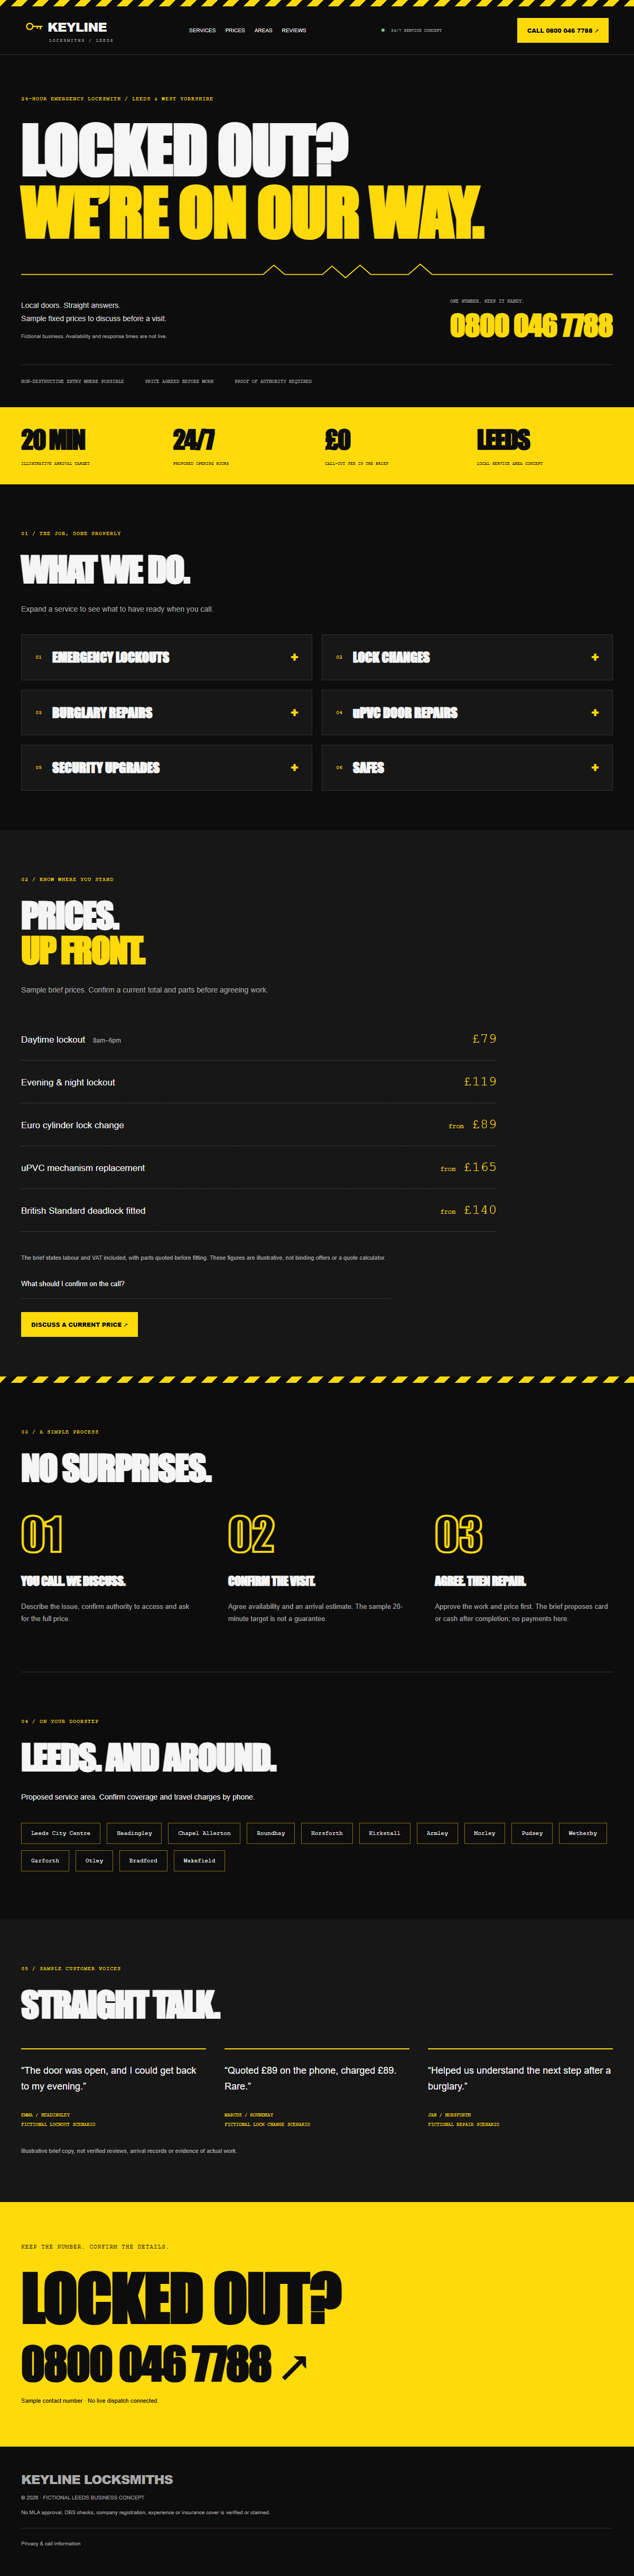 KEYLINE
LOCKSMITHS / LEEDS
SERVICES PRICES AREAS REVIEWS
24/7 SERVICE CONCEPT
CALL 0800 046 7788 ↗
24-HOUR EMERGENCY LOCKSMITH / LEEDS & WEST YORKSHIRE
LOCKED OUT?
WE'RE ON OUR WAY.
Local doors. Straight answers.
Sample fixed prices to discuss before a visit.
Fictional business. Availability and response times are not live.
ONE NUMBER. KEEP IT HANDY.
0800 046 7788
NON-DESTRUCTIVE ENTRY WHERE POSSIBLE PRICE AGREED BEFORE WORK PROOF OF AUTHORITY REQUIRED
20 MIN
ILLUSTRATIVE ARRIVAL TARGET
24/7
PROPOSED OPENING HOURS
£0
CALL-OUT FEE IN THE BRIEF
LEEDS
LOCAL SERVICE AREA CONCEPT
01 / THE JOB, DONE PROPERLY
WHAT WE DO.
Expand a service to see what to have ready when you call.
01 EMERGENCY LOCKOUTS +
02 LOCK CHANGES +
03 BURGLARY REPAIRS +
04 uPVC DOOR REPAIRS +
05 SECURITY UPGRADES +
06 SAFES +
02 / KNOW WHERE YOU STAND
PRICES.
UP FRONT.
Sample brief prices. Confirm a current total and parts before agreeing work.
Daytime lockout 8am–6pm £79
Evening & night lockout £119
Euro cylinder lock change from £89
uPVC mechanism replacement from £165
British Standard deadlock fitted from £140
The brief states labour and VAT included, with parts quoted before fitting. These figures are illustrative, not binding offers or a quote calculator.
What should I confirm on the call?
DISCUSS A CURRENT PRICE ↗
03 / A SIMPLE PROCESS
NO SURPRISES.
01
YOU CALL. WE DISCUSS.
Describe the issue, confirm authority to access and ask
for the full price.
02
CONFIRM THE VISIT.
Agree availability and an arrival estimate. The sample 20-
minute target is not a guarantee.
03
AGREE. THEN REPAIR.
Approve the work and price first. The brief proposes card
or cash after completion; no payments here.
04 / ON YOUR DOORSTEP
LEEDS. AND AROUND.
Proposed service area. Confirm coverage and travel charges by phone.
Leeds City Centre Headingley Chapel Allerton Roundhay Horsforth Kirkstall Armley Morley Pudsey Wetherby
Garforth Otley Bradford Wakefield
05 / SAMPLE CUSTOMER VOICES
STRAIGHT TALK.
“The door was open, and I could get back
to my evening.”
EMMA / HEADINGLEY
FICTIONAL LOCKOUT SCENARIO
“Quoted £89 on the phone, charged £89.
Rare.”
MARCUS / ROUNDHAY
FICTIONAL LOCK CHANGE SCENARIO
“Helped us understand the next step after a
burglary.”
JAN / HORSFORTH
FICTIONAL REPAIR SCENARIO
Illustrative brief copy, not verified reviews, arrival records or evidence of actual work.
KEEP THE NUMBER. CONFIRM THE DETAILS.
LOCKED OUT?
0800 046 7788 ↗
Sample contact number · No live dispatch connected.
KEYLINE LOCKSMITHS
© 2026 · FICTIONAL LEEDS BUSINESS CONCEPT
No MLA approval, DBS checks, company registration, experience or insurance cover is verified or claimed.
Privacy & call information